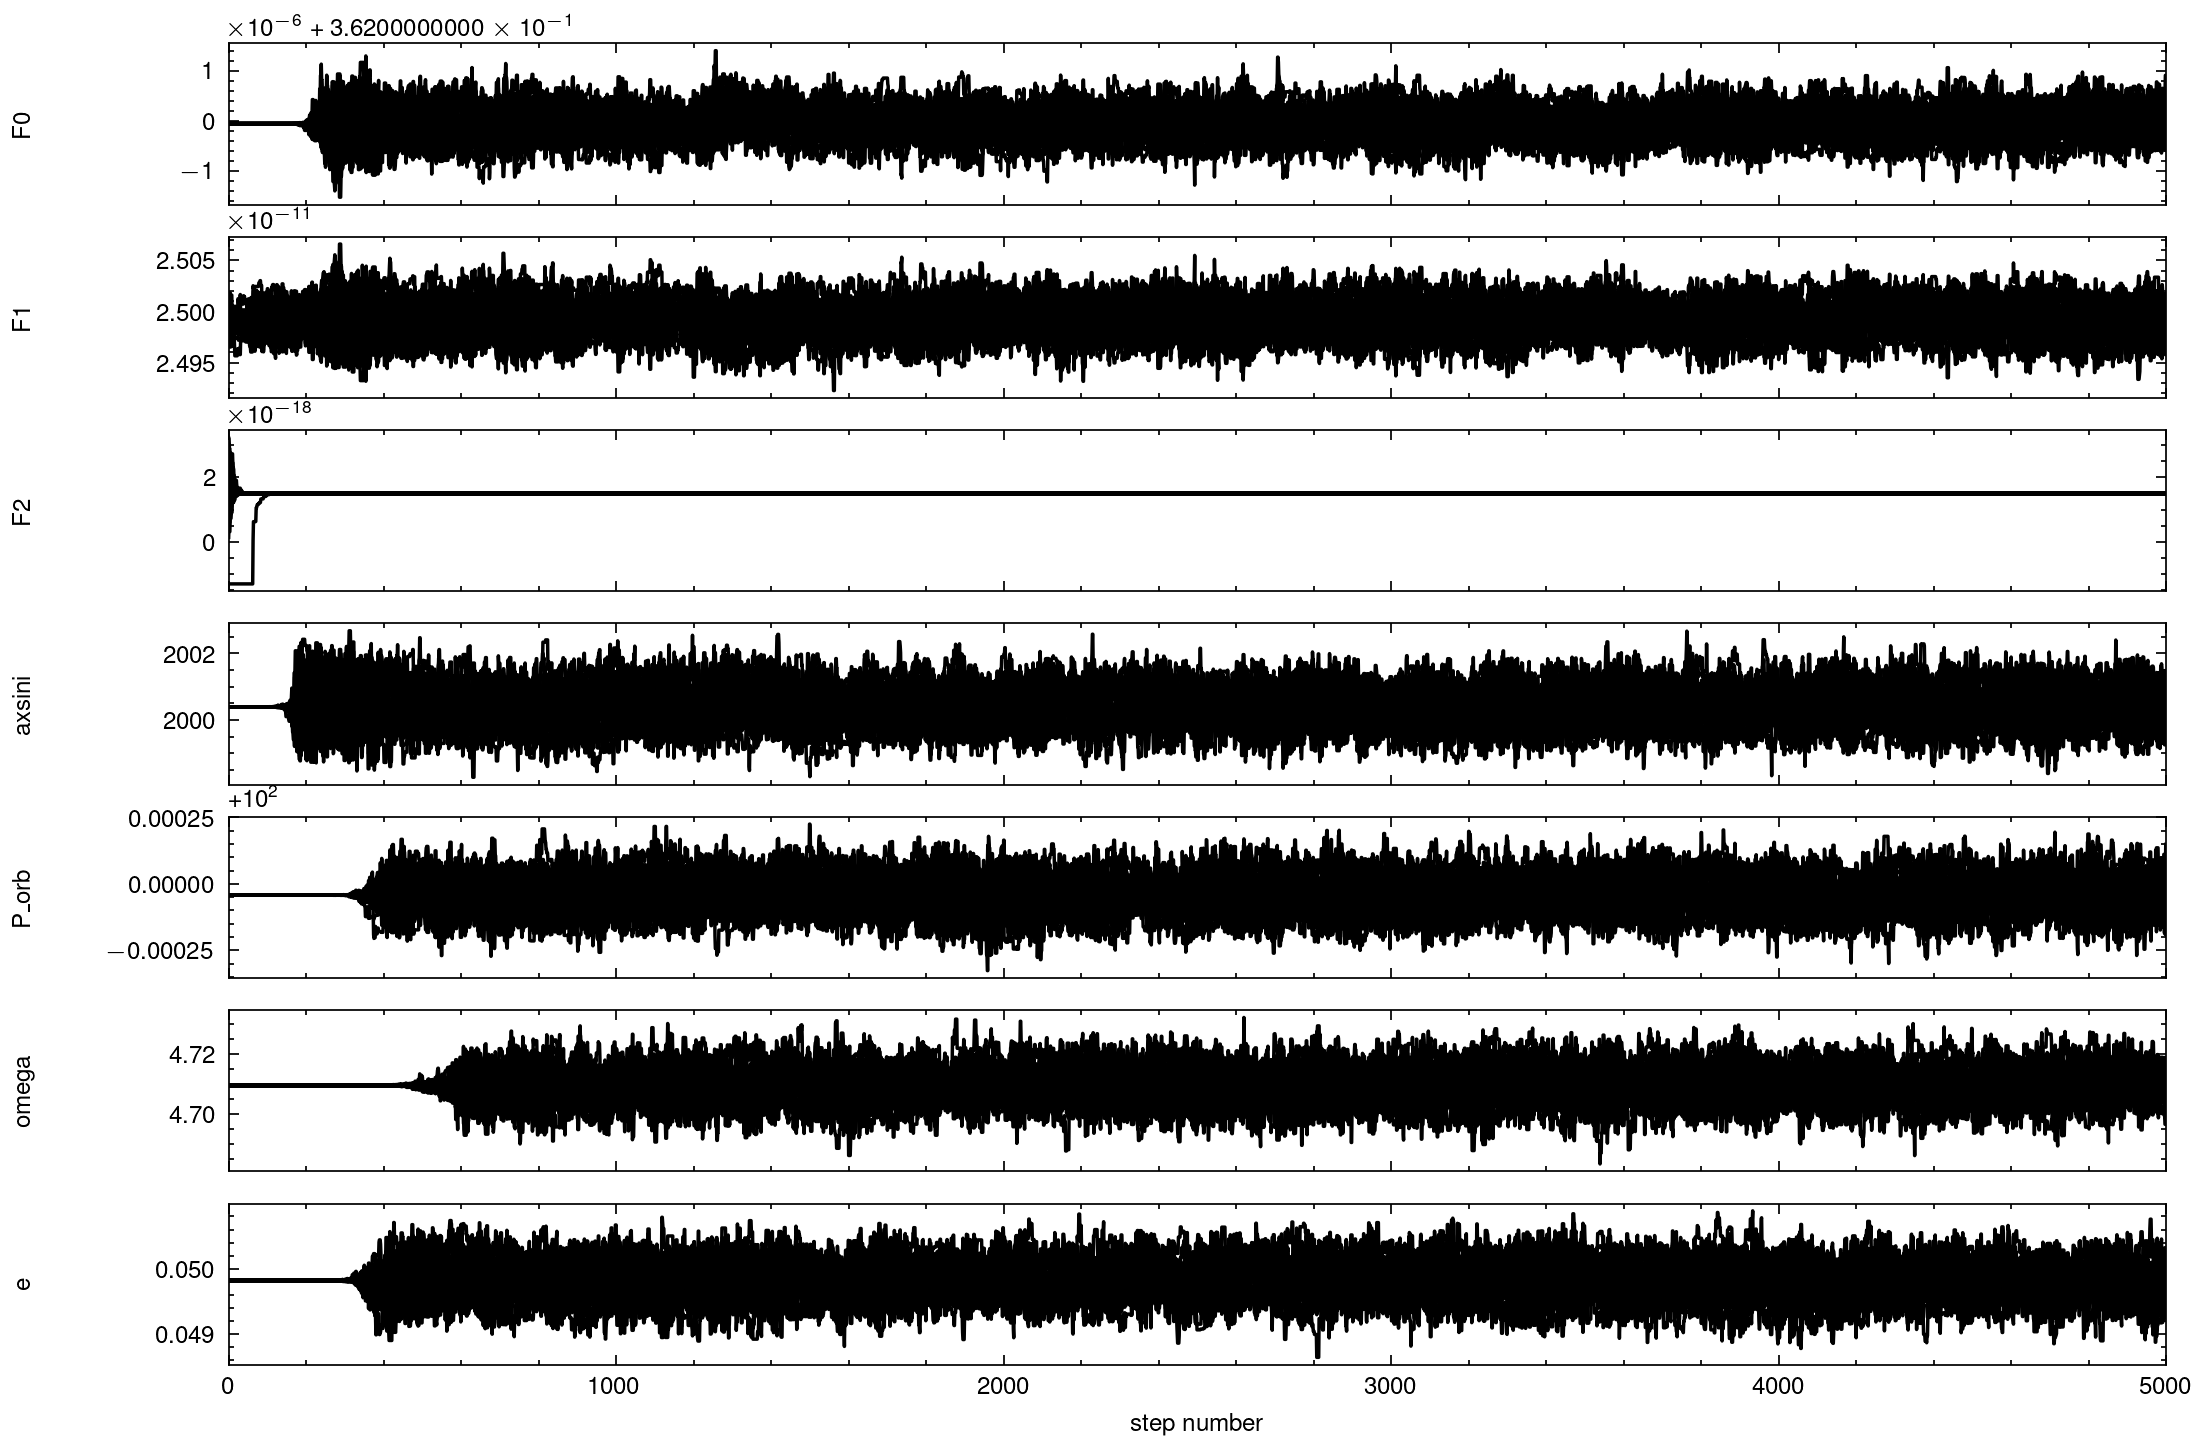 ×10⁻⁶ + 3.6200000000 × 10⁻¹
1
0
−1
F0
×10⁻¹¹
2.505
2.500
2.495
F1
×10⁻¹⁸
2
0
F2
2002
2000
axsini
+10²
0.00025
0.00000
−0.00025
P_orb
4.72
4.70
omega
0.050
0.049
e
0 1000 2000 3000 4000 5000
step number